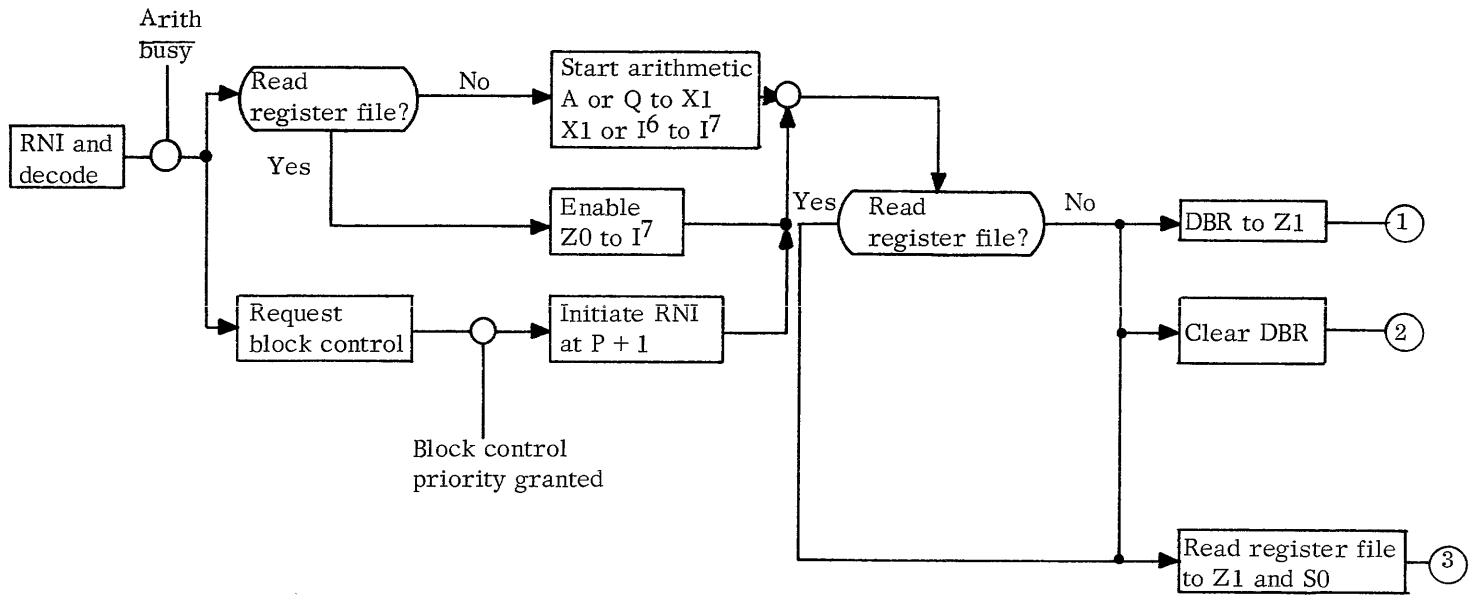 Arith
busy
RNI and
decode
Read
register file?
No
Yes
Start arithmetic
A or Q to X1
X1 or I⁶ to I⁷
Enable
Z0 to I⁷
Request
block control
Initiate RNI
at P + 1
Block control
priority granted
Yes
Read
register file?
No
DBR to Z1
1
Clear DBR
2
Read register file
to Z1 and S0
3